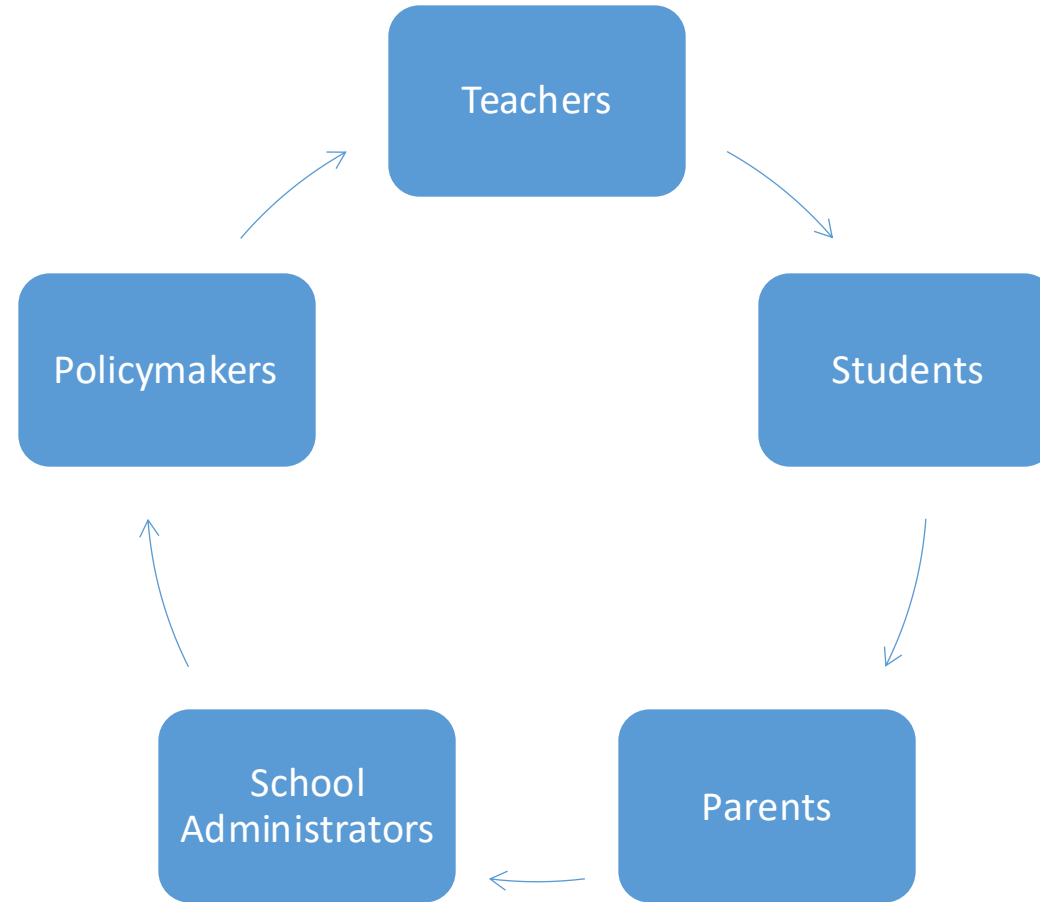 Teachers
Policymakers
Students
School
Administrators
Parents